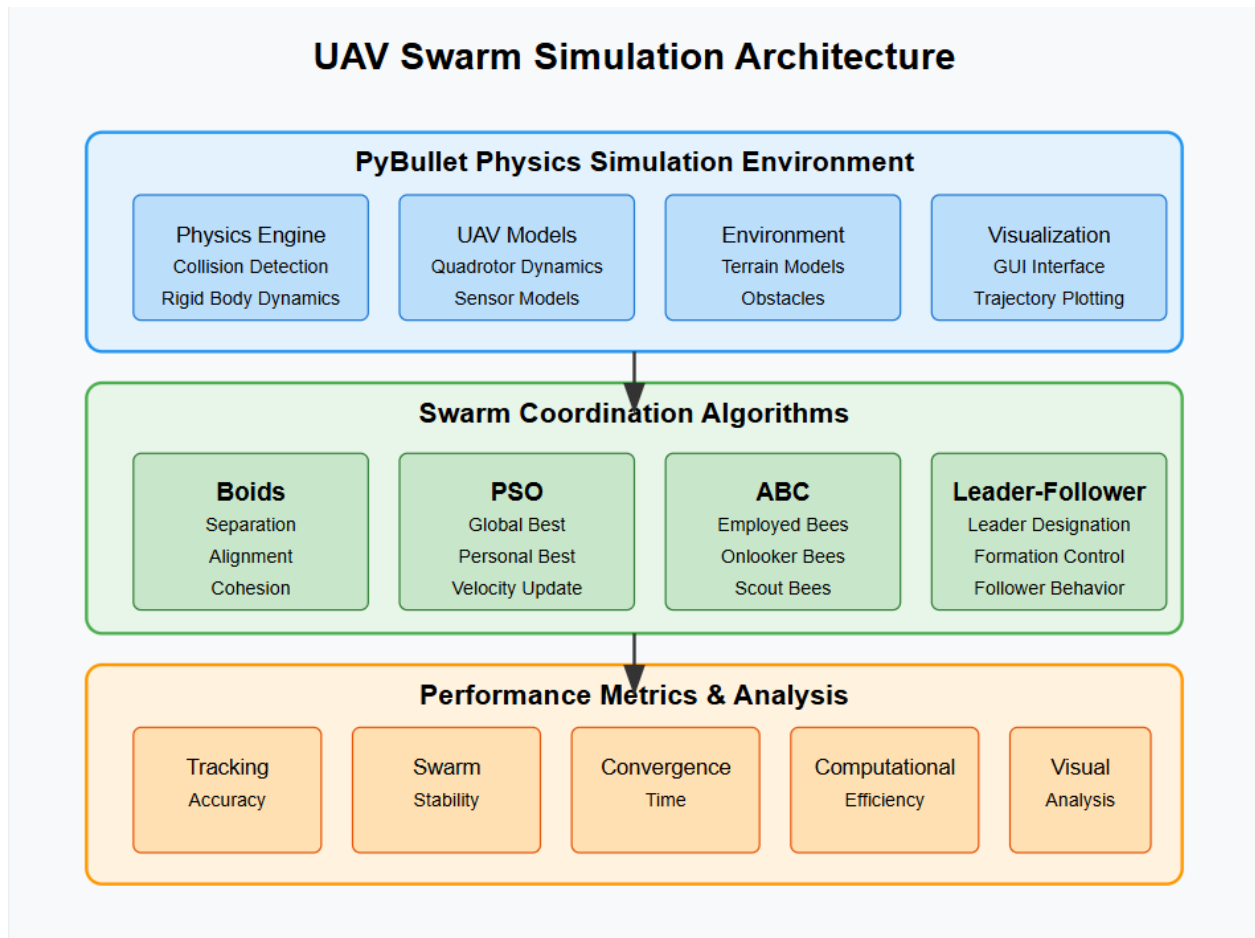 UAV Swarm Simulation Architecture
PyBullet Physics Simulation Environment
Physics Engine
Collision Detection
Rigid Body Dynamics
UAV Models
Quadrotor Dynamics
Sensor Models
Environment
Terrain Models
Obstacles
Visualization
GUI Interface
Trajectory Plotting
Swarm Coordination Algorithms
Boids
Separation
Alignment
Cohesion
PSO
Global Best
Personal Best
Velocity Update
ABC
Employed Bees
Onlooker Bees
Scout Bees
Leader-Follower
Leader Designation
Formation Control
Follower Behavior
Performance Metrics & Analysis
Tracking
Accuracy
Swarm
Stability
Convergence
Time
Computational
Efficiency
Visual
Analysis